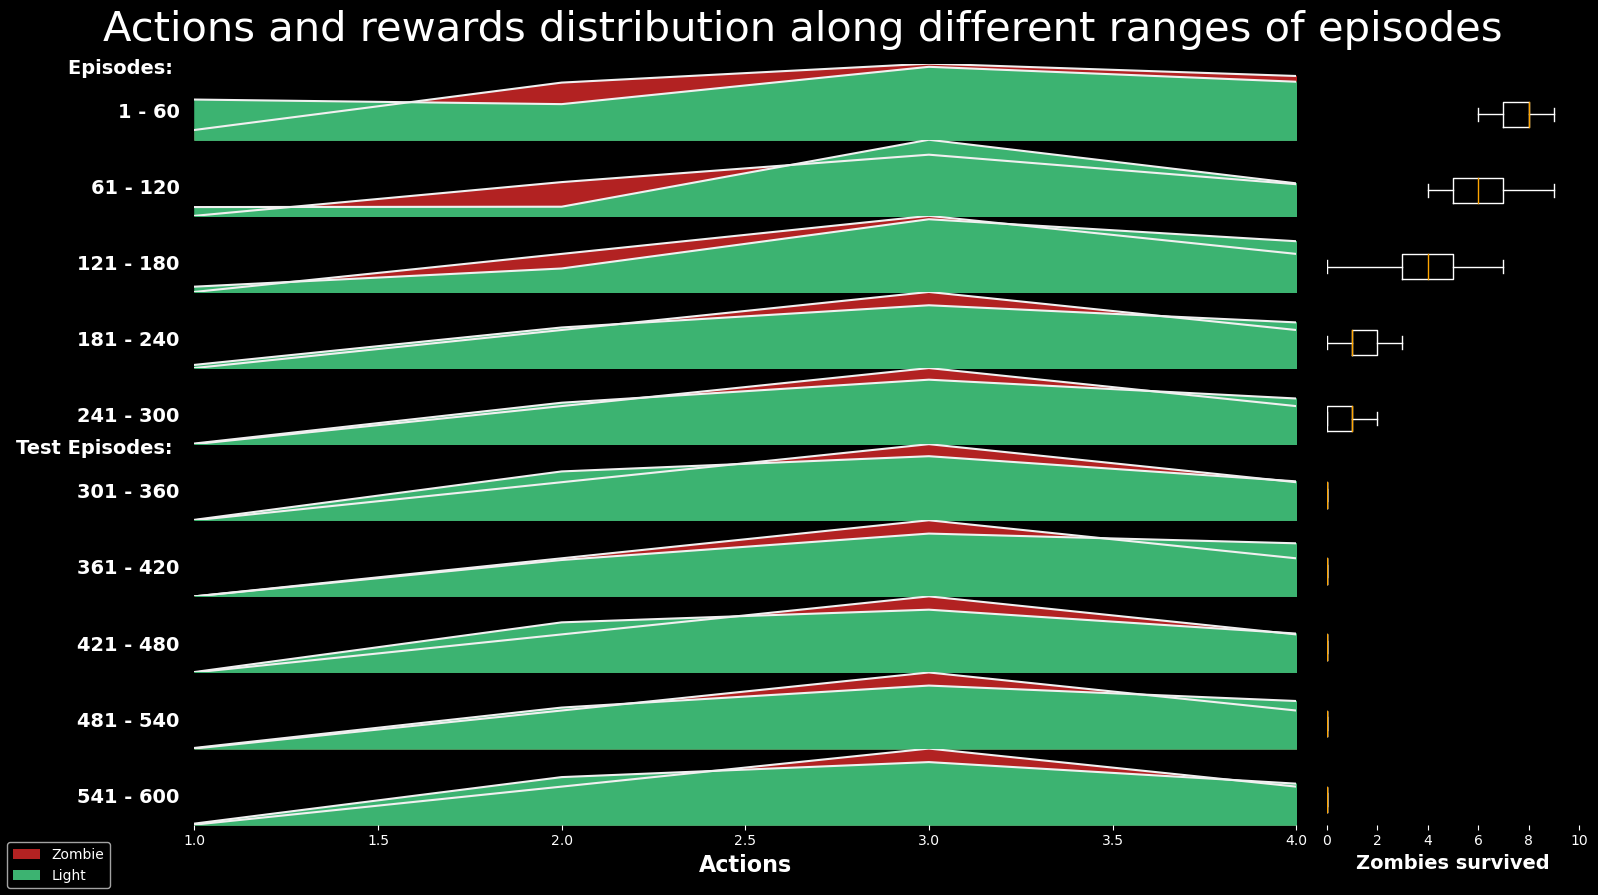 Actions and rewards distribution along different ranges of episodes
Episodes:
1 - 60
61 - 120
121 - 180
181 - 240
241 - 300
Test Episodes:
301 - 360
361 - 420
421 - 480
481 - 540
541 - 600
1.0 1.5 2.0 2.5 3.0 3.5 4.0
Actions
0 2 4 6 8 10
Zombies survived
Zombie
Light